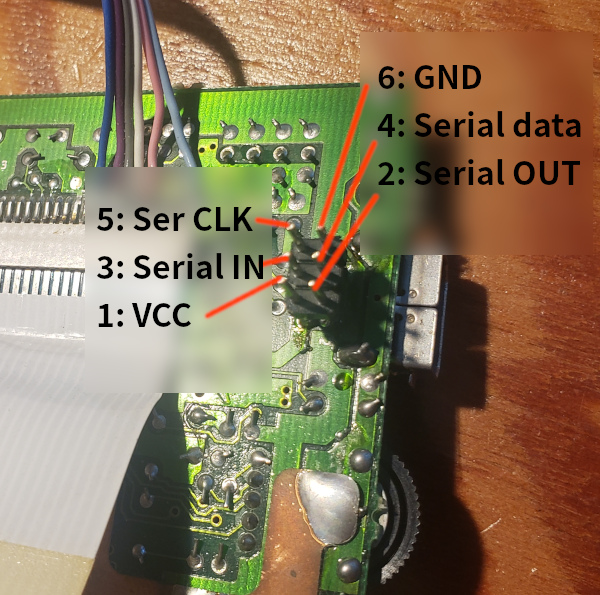 6: GND
4: Serial data
2: Serial OUT
5: Ser CLK
3: Serial IN
1: VCC